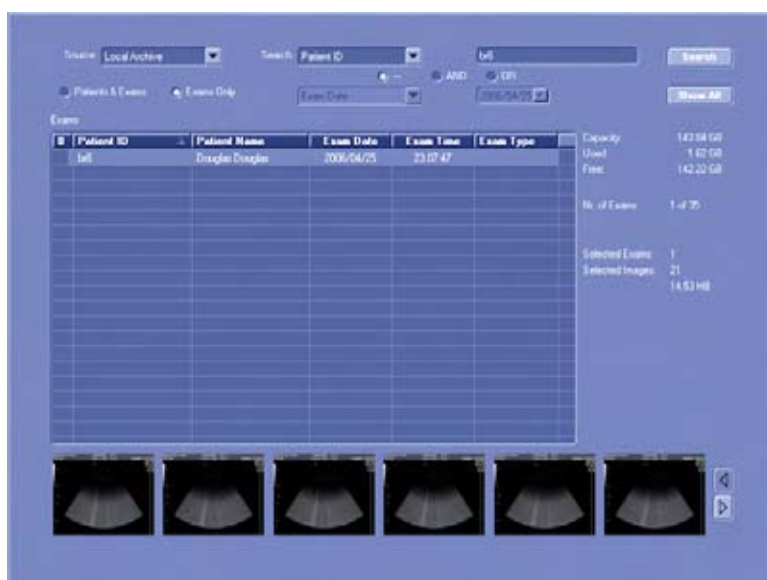 Source: Local Archive Search: Patient ID br6 Search
-- AND OR
Patients & Exams Exams Only Exam Date 2006/04/25 Show All
Exams
Patient ID Patient Name Exam Date Exam Time Exam Type
br6 Douglas Douglas 2006/04/25 23:07:47
Capacity: 143.84 GB
Used: 1.62 GB
Free: 142.22 GB
Nr. of Exams: 1 of 35
Selected Exams: 1
Selected Images: 21
14.53 MB